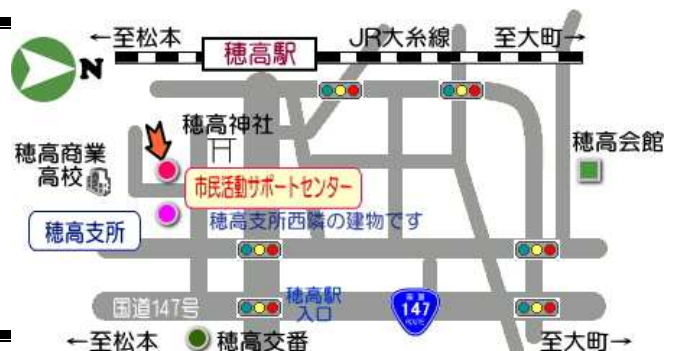 ←至松本
JR大糸線
至大町→
穂高駅
N
穂高神社
穂高会館
穂高商業
高校
市民活動サポートセンター
穂高支所西隣の建物です
穂高支所
国道147号
穂高駅
入口
147
ROUTE
←至松本
穂高交番
至大町→